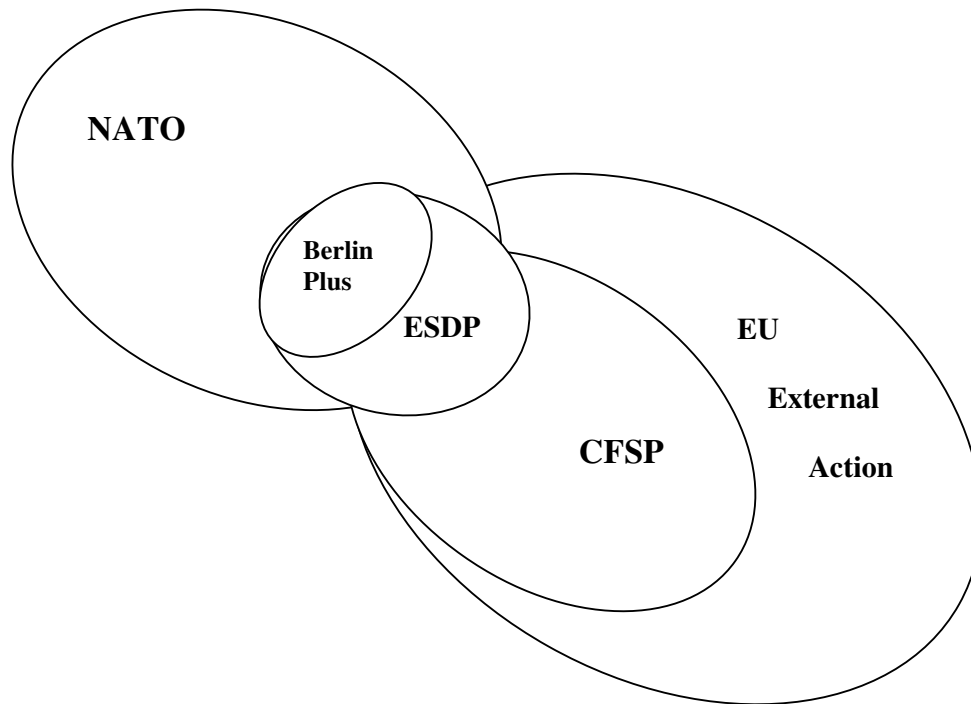 NATO
Berlin
Plus
ESDP
EU
External
Action
CFSP